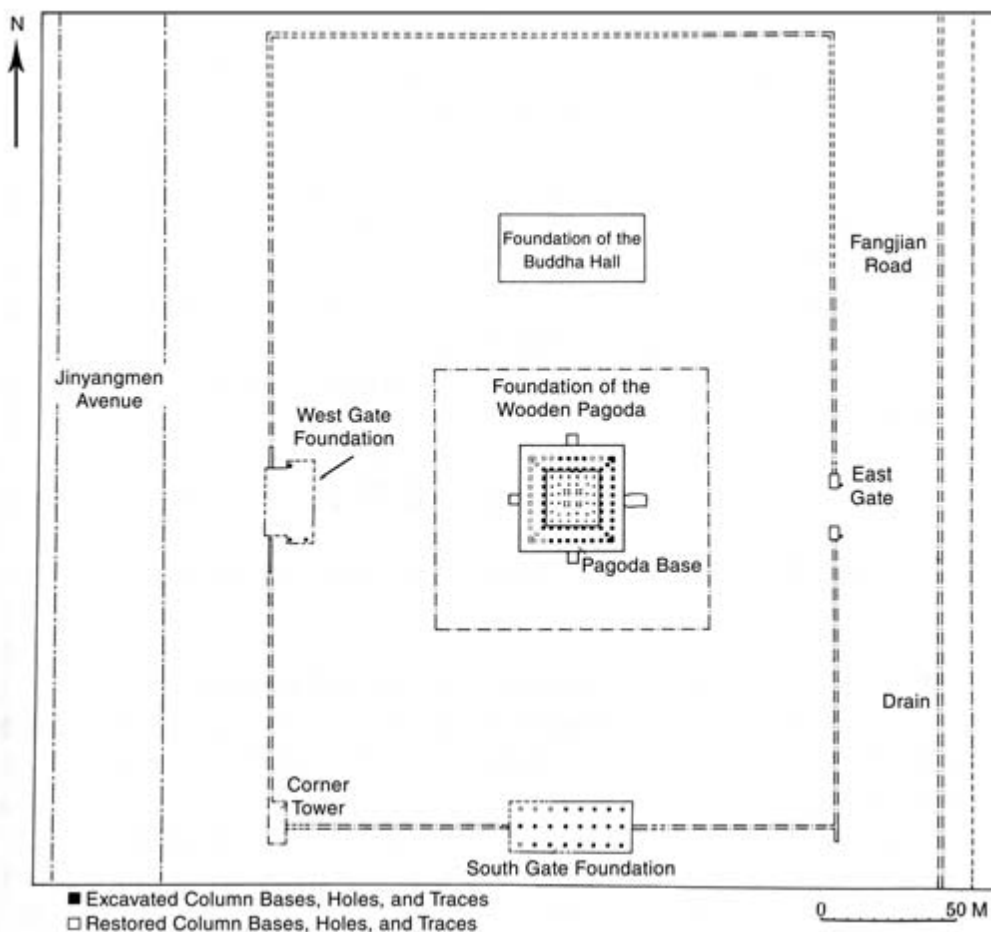 N
Foundation of the
Buddha Hall
Fangjian
Road
Jinyangmen
Avenue
West Gate
Foundation
Foundation of the
Wooden Pagoda
East
Gate
Pagoda Base
Drain
Corner
Tower
South Gate Foundation
Excavated Column Bases, Holes, and Traces
Restored Column Bases, Holes, and Traces
0 50 M